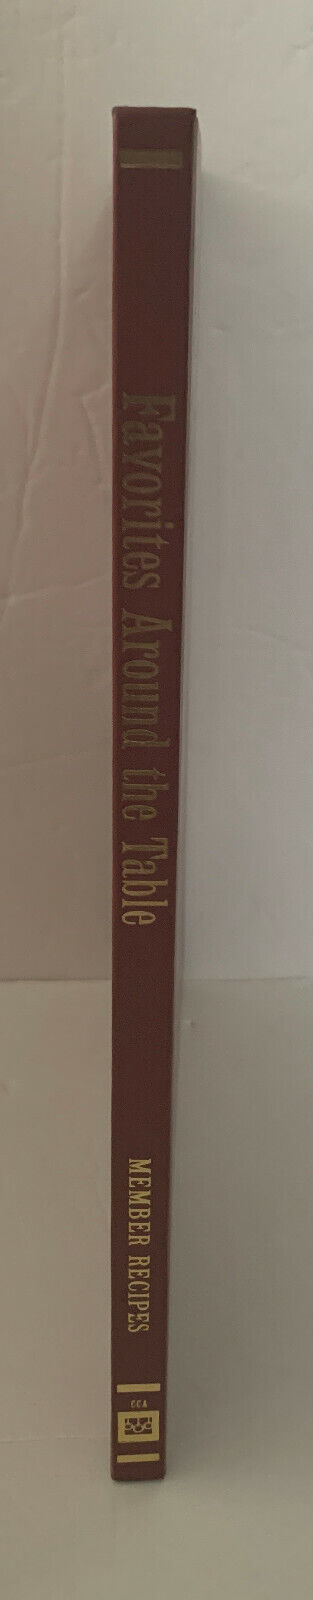 Favorites Around the Table
MEMBER RECIPES
CCA